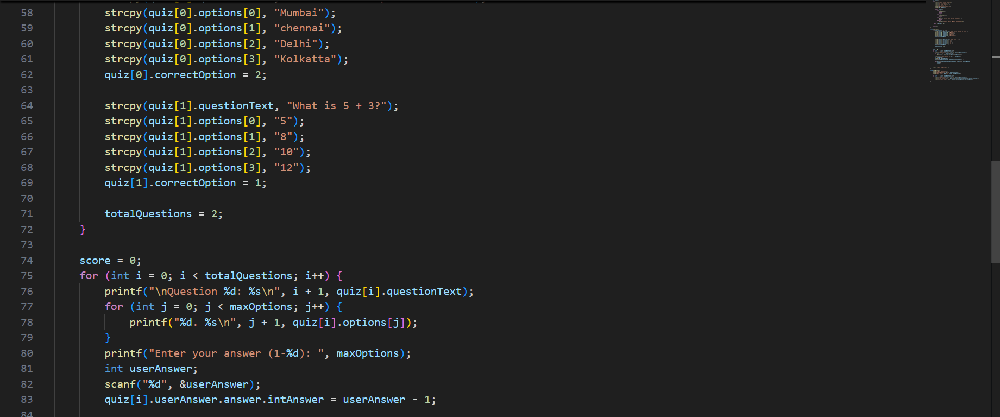 58 strcpy(quiz[0].options[0], "Mumbai");
59 strcpy(quiz[0].options[1], "chennai");
60 strcpy(quiz[0].options[2], "Delhi");
61 strcpy(quiz[0].options[3], "Kolkatta");
62 quiz[0].correctOption = 2;
63
64 strcpy(quiz[1].questionText, "What is 5 + 3?");
65 strcpy(quiz[1].options[0], "5");
66 strcpy(quiz[1].options[1], "8");
67 strcpy(quiz[1].options[2], "10");
68 strcpy(quiz[1].options[3], "12");
69 quiz[1].correctOption = 1;
70
71 totalQuestions = 2;
72 }
73
74 score = 0;
75 for (int i = 0; i < totalQuestions; i++) {
76 printf("\nQuestion %d: %s\n", i + 1, quiz[i].questionText);
77 for (int j = 0; j < maxOptions; j++) {
78 printf("%d. %s\n", j + 1, quiz[i].options[j]);
79 }
80 printf("Enter your answer (1-%d): ", maxOptions);
81 int userAnswer;
82 scanf("%d", &userAnswer);
83 quiz[i].userAnswer.answer.intAnswer = userAnswer - 1;
84